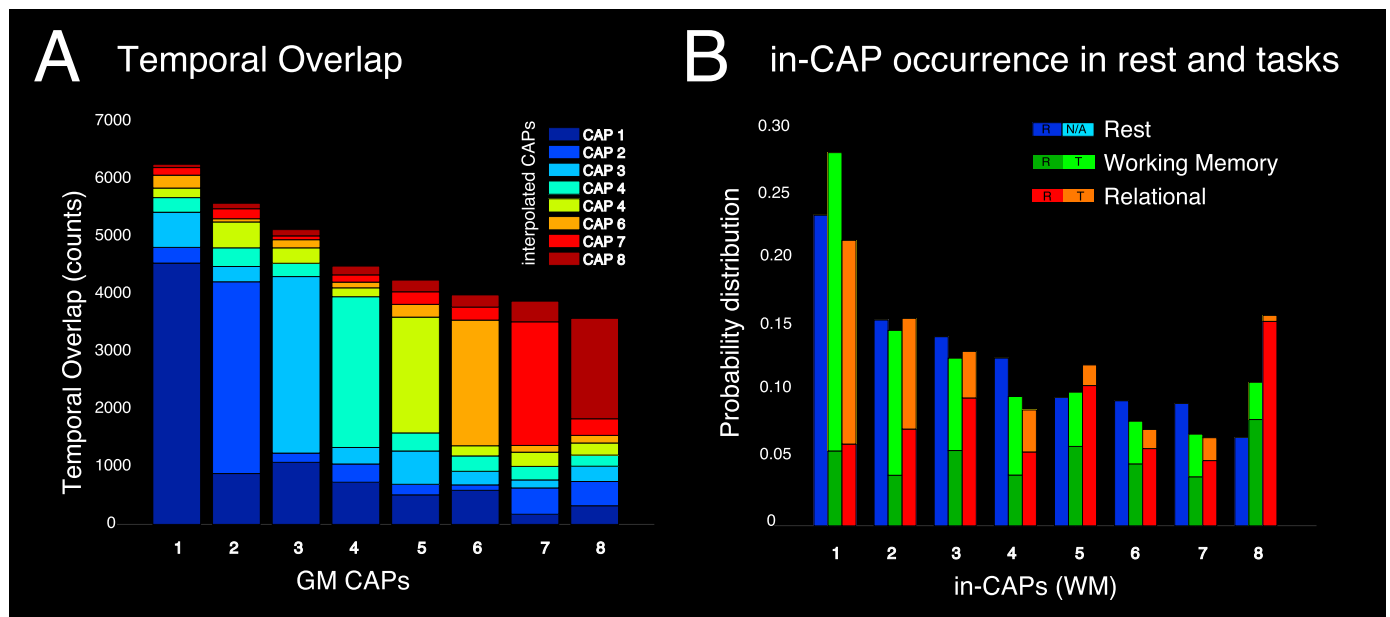 A Temporal Overlap
7000
6000
5000
4000
3000
2000
1000
0
Temporal Overlap (counts)
interpolated CAPs
CAP 1
CAP 2
CAP 3
CAP 4
CAP 4
CAP 6
CAP 7
CAP 8
1 2 3 4 5 6 7 8
GM CAPs
B in-CAP occurrence in rest and tasks
0.30
0.25
0.20
0.15
0.10
0.05
0
Probability distribution
R N/A Rest
R T Working Memory
R T Relational
1 2 3 4 5 6 7 8
in-CAPs (WM)